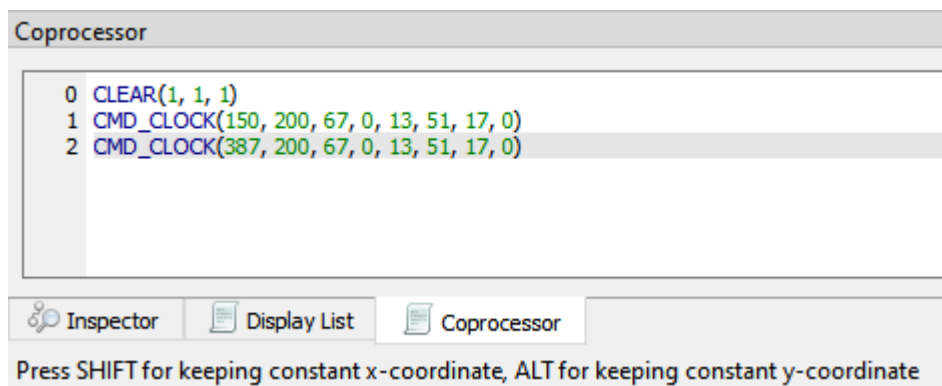 Coprocessor
0 CLEAR(1, 1, 1)
1 CMD_CLOCK(150, 200, 67, 0, 13, 51, 17, 0)
2 CMD_CLOCK(387, 200, 67, 0, 13, 51, 17, 0)
Inspector Display List Coprocessor
Press SHIFT for keeping constant x-coordinate, ALT for keeping constant y-coordinate